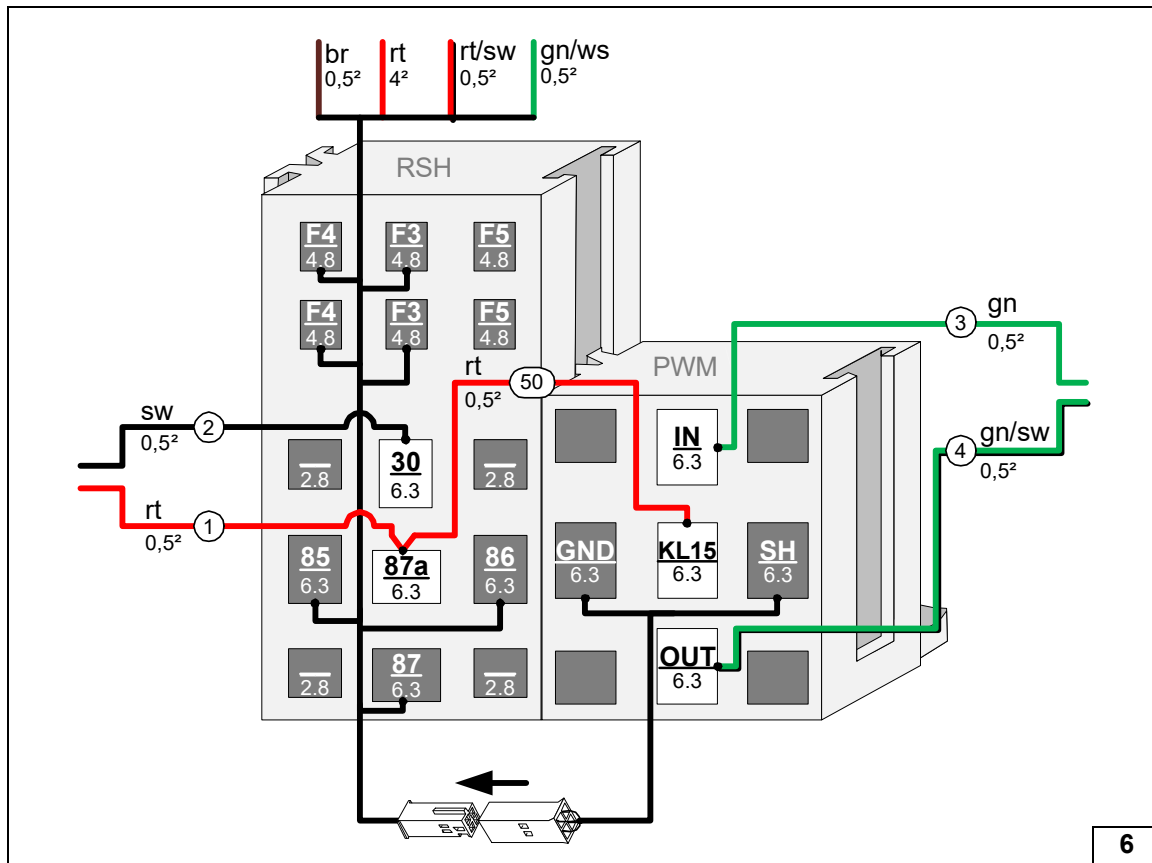 br rt rt/sw gn/ws
0,5² 4² 0,5² 0,5²
RSH
F4 F3 F5
4.8 4.8 4.8
F4 F3 F5
4.8 4.8 4.8
rt 50
0,5²
PWM
3 gn
0,5²
sw 2
0,5²
30
2.8 6.3 2.8
IN
6.3
4 gn/sw
0,5²
rt 1
0,5²
85 87a 86
6.3 6.3 6.3
GND KL15 SH
6.3 6.3 6.3
87
2.8 6.3 2.8
OUT
6.3
6